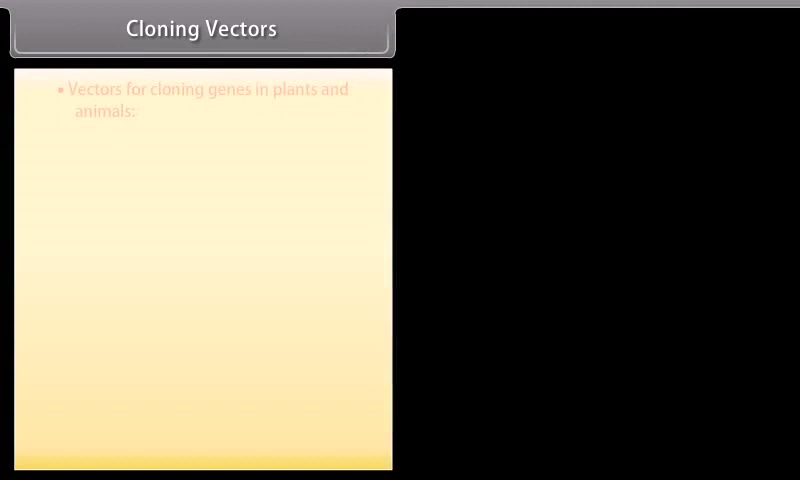 Cloning Vectors
• Vectors for cloning genes in plants and
animals: